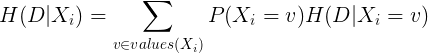 H(D|X_i) = \sum_{v \in values(X_i)} P(X_i = v)H(D|X_i = v)